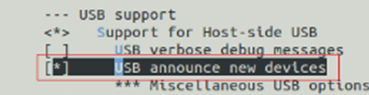 --- USB support
<*> Support for Host-side USB
[ ] USB verbose debug messages
[*] USB announce new devices
*** Miscellaneous USB options